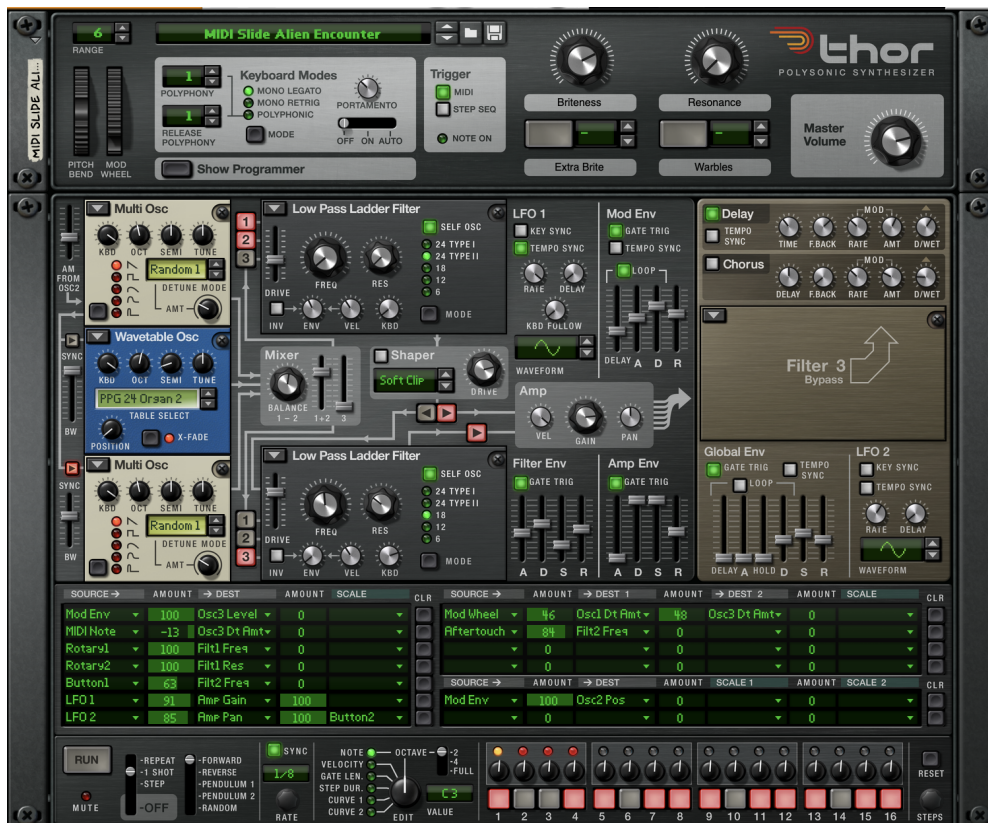 6
RANGE
MIDI Slide Alien Encounter
thor
POLYSONIC SYNTHESIZER
MIDI SLIDE ALI...
PITCH BEND
MOD WHEEL
1
POLYPHONY
1
RELEASE POLYPHONY
Keyboard Modes
MONO LEGATO
MONO RETRIG
POLYPHONIC
MODE
PORTAMENTO
OFF ON AUTO
Trigger
MIDI
STEP SEQ
NOTE ON
Show Programmer
Briteness
Resonance
Extra Brite
Warbles
Master Volume
AM FROM OSC2
SYNC
BW
SYNC
BW
Multi Osc
KBD OCT SEMI TUNE
Random 1
DETUNE MODE
AMT
Wavetable Osc
KBD OCT SEMI TUNE
PPG 24 Organ 2
TABLE SELECT
POSITION
X-FADE
Multi Osc
KBD OCT SEMI TUNE
Random 1
DETUNE MODE
AMT
1
2
3
Low Pass Ladder Filter
SELF OSC
24 TYPE I
24 TYPE II
18
12
6
DRIVE
FREQ
RES
INV ENV VEL KBD
MODE
Mixer
BALANCE
1 - 2
1+2
3
Shaper
Soft Clip
DRIVE
Amp
VEL GAIN PAN
1
2
3
Low Pass Ladder Filter
SELF OSC
24 TYPE I
24 TYPE II
18
12
6
DRIVE
FREQ
RES
INV ENV VEL KBD
MODE
LFO 1
KEY SYNC
TEMPO SYNC
RATE DELAY
KBD FOLLOW
WAVEFORM
Mod Env
GATE TRIG
TEMPO SYNC
LOOP
DELAY A D R
Filter Env
GATE TRIG
A D S R
Amp Env
GATE TRIG
A D S R
Delay
TEMPO SYNC
MOD
TIME F.BACK RATE AMT D/WET
Chorus
MOD
DELAY F.BACK RATE AMT D/WET
Filter 3
Bypass
Global Env
GATE TRIG
TEMPO SYNC
LOOP
DELAY A HOLD D S R
LFO 2
KEY SYNC
TEMPO SYNC
RATE DELAY
WAVEFORM
SOURCE AMOUNT DEST AMOUNT SCALE CLR
Mod Env 100 Osc3 Level 0
MIDI Note -13 Osc3 Dt Amt 0
Rotary1 100 Filt1 Freq 0
Rotary2 100 Filt1 Res 0
Button1 63 Filt2 Freq 0
LFO 1 91 Amp Gain 100
LFO 2 85 Amp Pan 100 Button2
SOURCE AMOUNT DEST 1 AMOUNT DEST 2 AMOUNT SCALE CLR
Mod Wheel 46 Osc1 Dt Amt 48 Osc3 Dt Amt 0
Aftertouch 84 Filt2 Freq 0 0
0 0 0
0 0 0
SOURCE AMOUNT DEST AMOUNT SCALE 1 AMOUNT SCALE 2 CLR
Mod Env 100 Osc2 Pos 0 0
0 0 0
RUN
MUTE
REPEAT
1 SHOT
STEP
OFF
FORWARD
REVERSE
PENDULUM 1
PENDULUM 2
RANDOM
SYNC
1/8
RATE
NOTE
VELOCITY
GATE LEN.
STEP DUR.
CURVE 1
CURVE 2
EDIT
OCTAVE
2
4
FULL
C 3
VALUE
1 2 3 4 5 6 7 8 9 10 11 12 13 14 15 16
RESET
STEPS